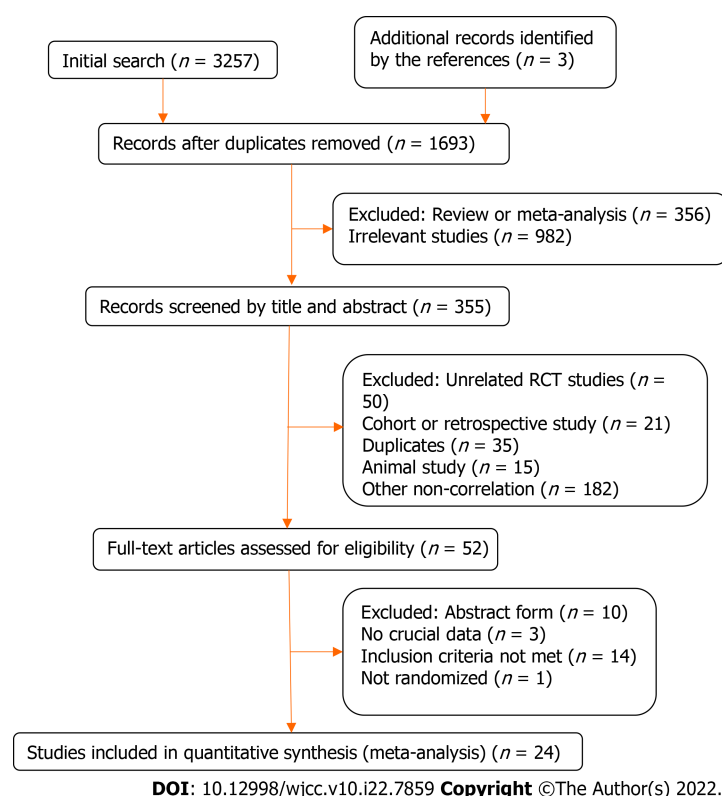 Initial search (n = 3257)
Additional records identified
by the references (n = 3)
Records after duplicates removed (n = 1693)
Excluded: Review or meta-analysis (n = 356)
Irrelevant studies (n = 982)
Records screened by title and abstract (n = 355)
Excluded: Unrelated RCT studies (n =
50)
Cohort or retrospective study (n = 21)
Duplicates (n = 35)
Animal study (n = 15)
Other non-correlation (n = 182)
Full-text articles assessed for eligibility (n = 52)
Excluded: Abstract form (n = 10)
No crucial data (n = 3)
Inclusion criteria not met (n = 14)
Not randomized (n = 1)
Studies included in quantitative synthesis (meta-analysis) (n = 24)
DOI: 10.12998/wjcc.v10.i22.7859 Copyright ©The Author(s) 2022.